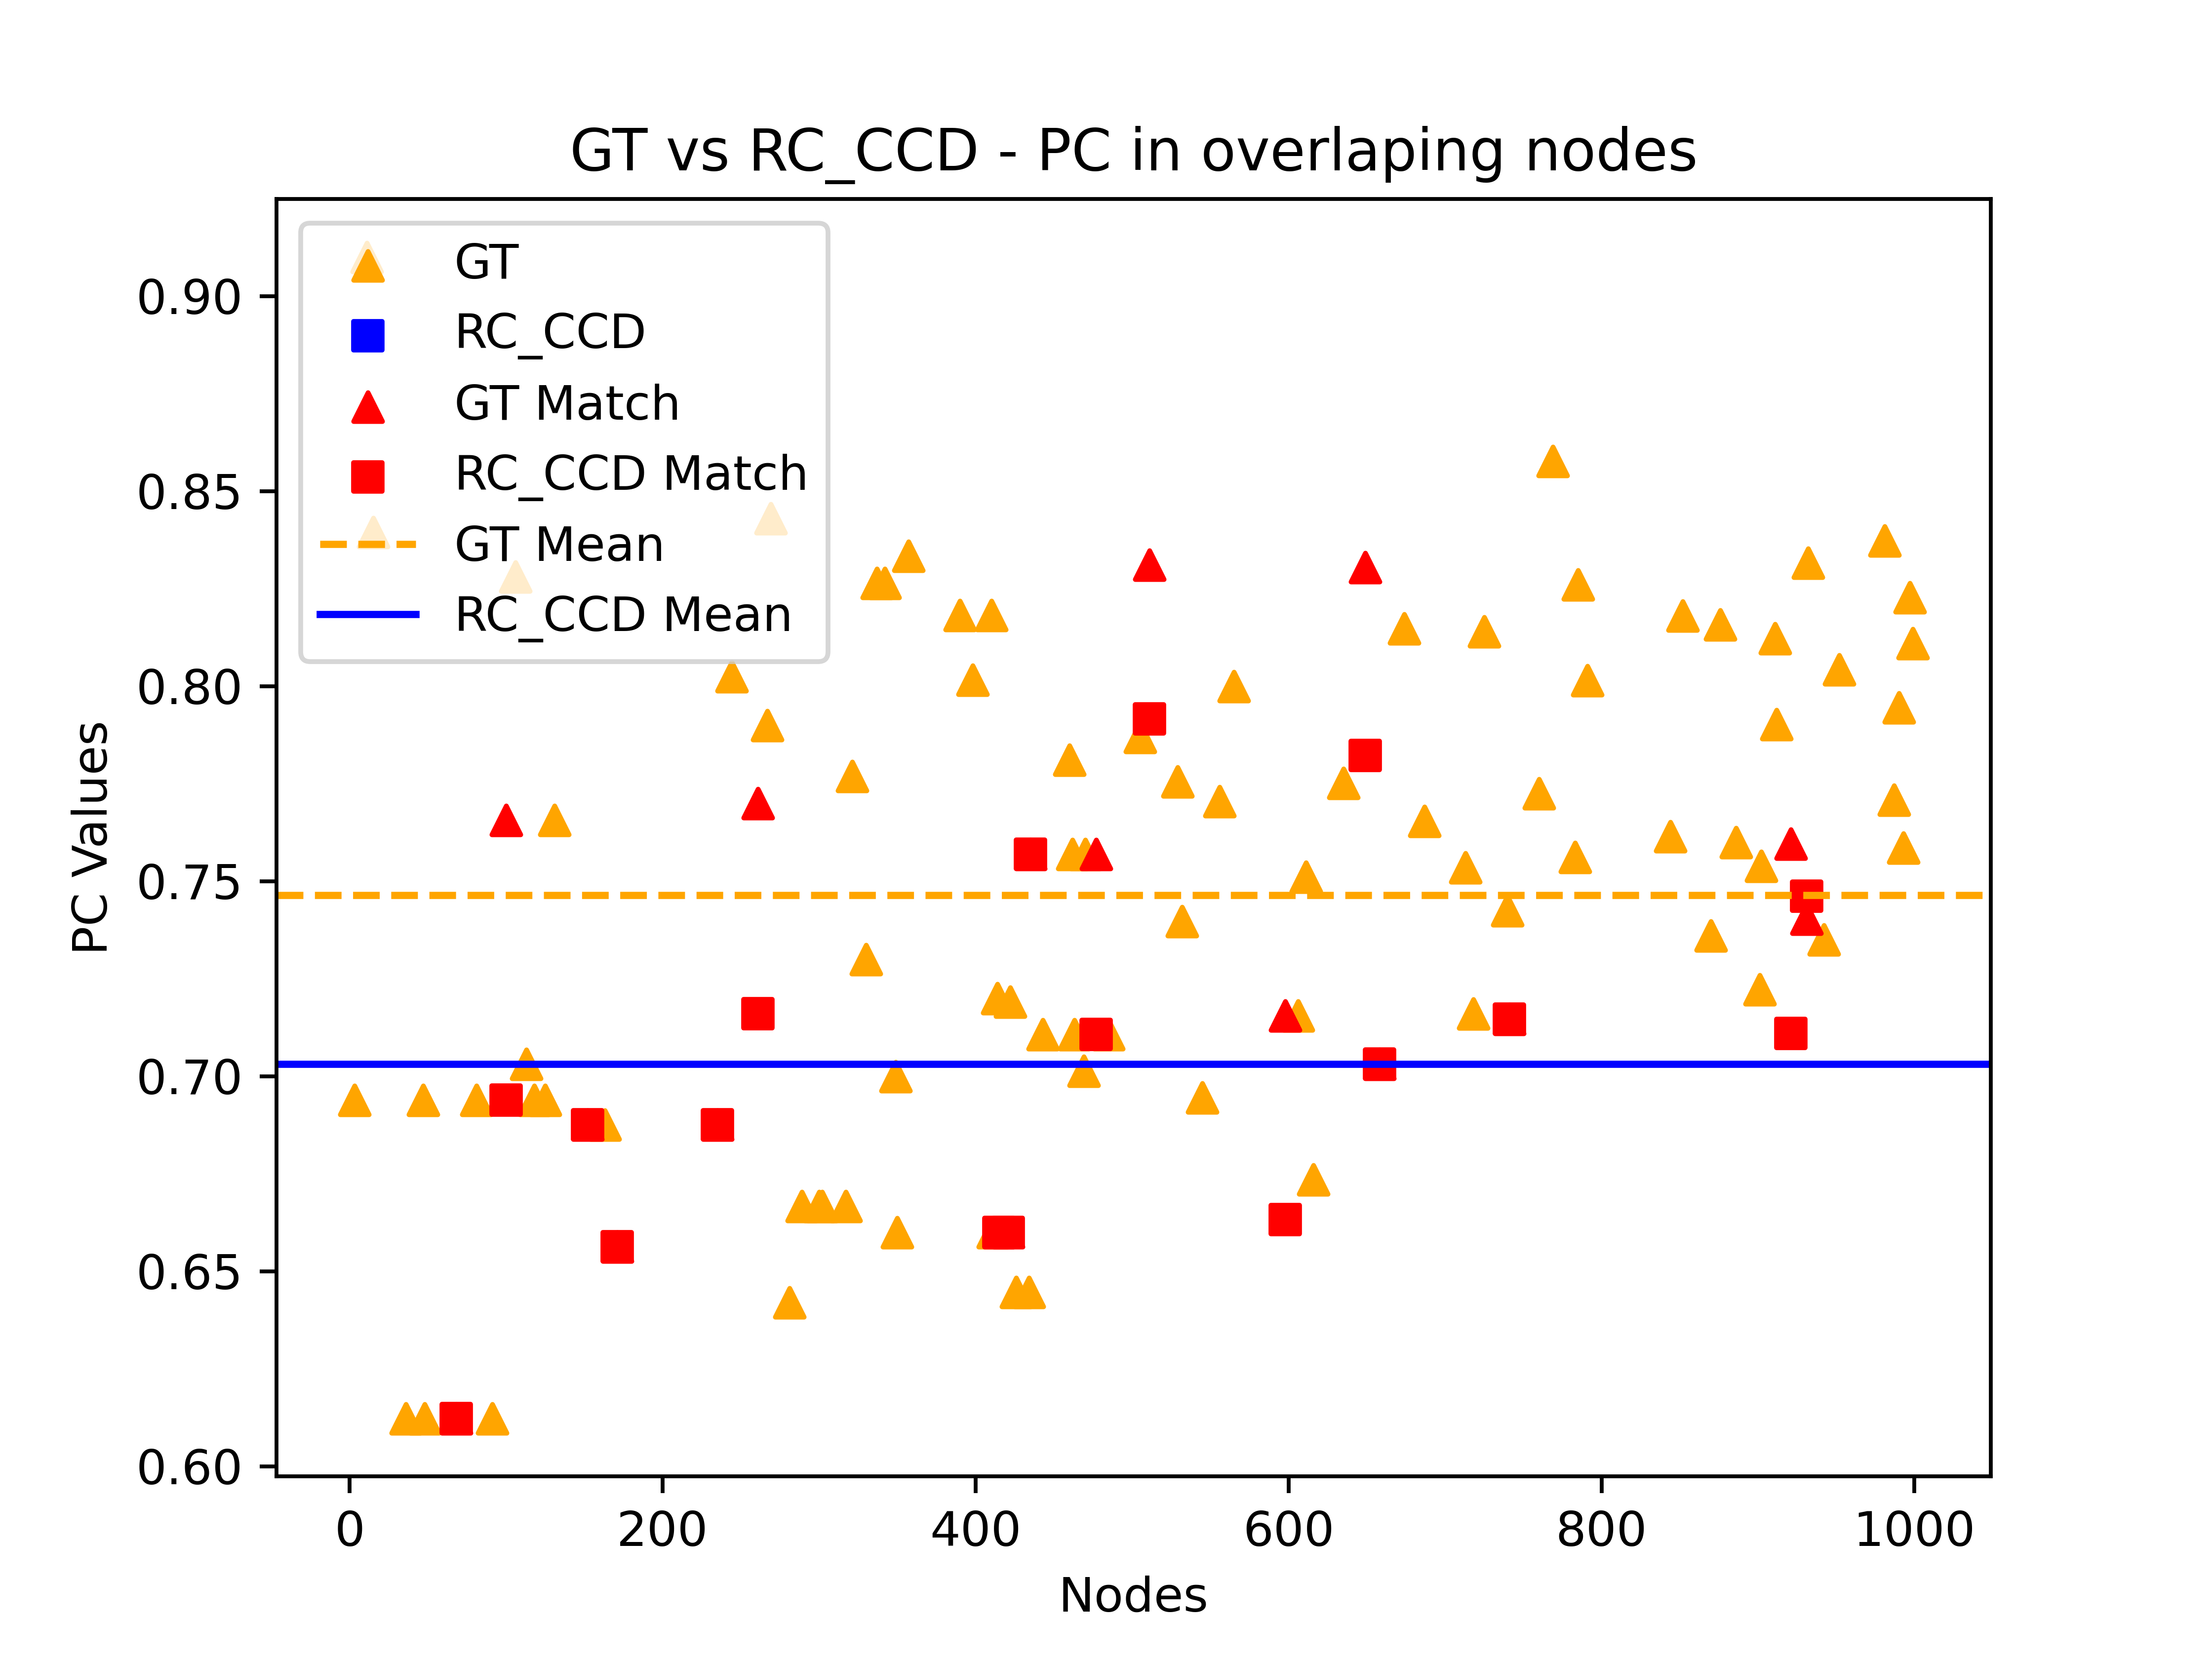 GT vs RC_CCD - PC in overlaping nodes
GT
RC_CCD
GT Match
RC_CCD Match
GT Mean
RC_CCD Mean
PC Values
0.90
0.85
0.80
0.75
0.70
0.65
0.60
0 200 400 600 800 1000
Nodes